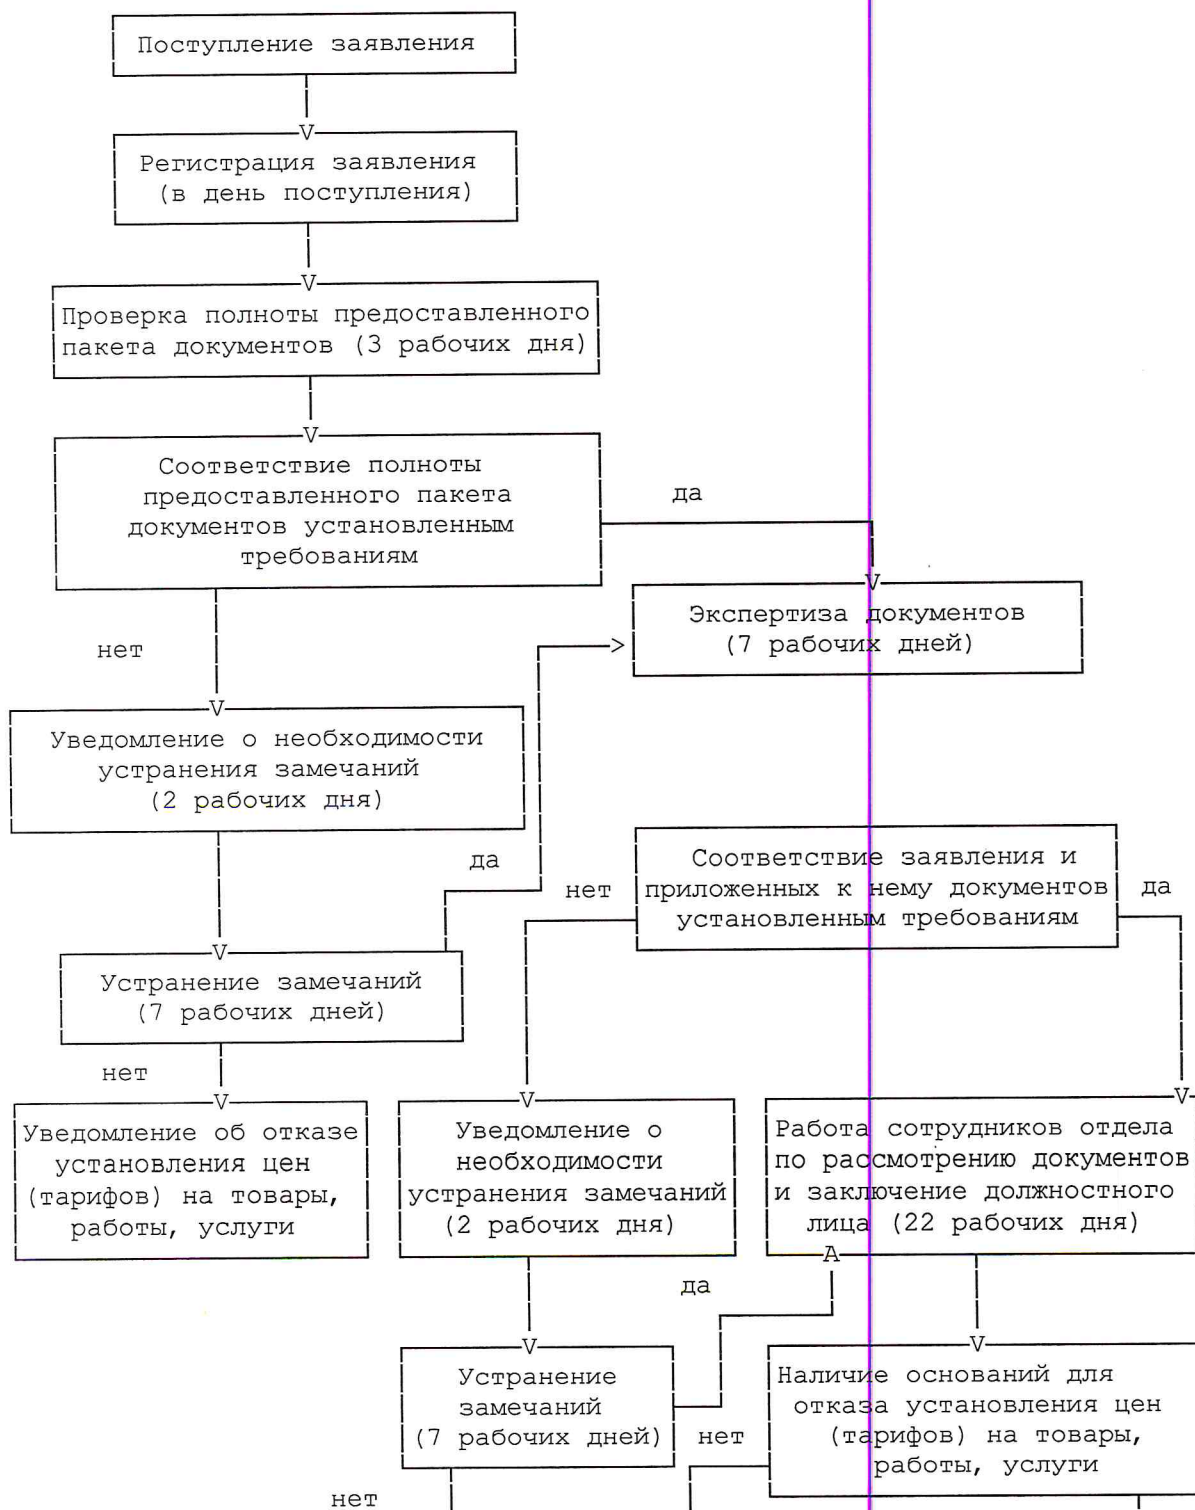 Поступление заявления
Регистрация заявления
(в день поступления)
Проверка полноты предоставленного
пакета документов (3 рабочих дня)
Соответствие полноты
предоставленного пакета
документов установленным
требованиям
да
Экспертиза документов
(7 рабочих дней)
нет
Уведомление о необходимости
устранения замечаний
(2 рабочих дня)
да
Соответствие заявления и
приложенных к нему документов
установленным требованиям
нет
да
Устранение замечаний
(7 рабочих дней)
нет
Уведомление об отказе
установления цен
(тарифов) на товары,
работы, услуги
Уведомление о
необходимости
устранения замечаний
(2 рабочих дня)
Работа сотрудников отдела
по рассмотрению документов
и заключение должностного
лица (22 рабочих дня)
да
Устранение
замечаний
(7 рабочих дней)
нет
Наличие оснований для
отказа установления цен
(тарифов) на товары,
работы, услуги
нет